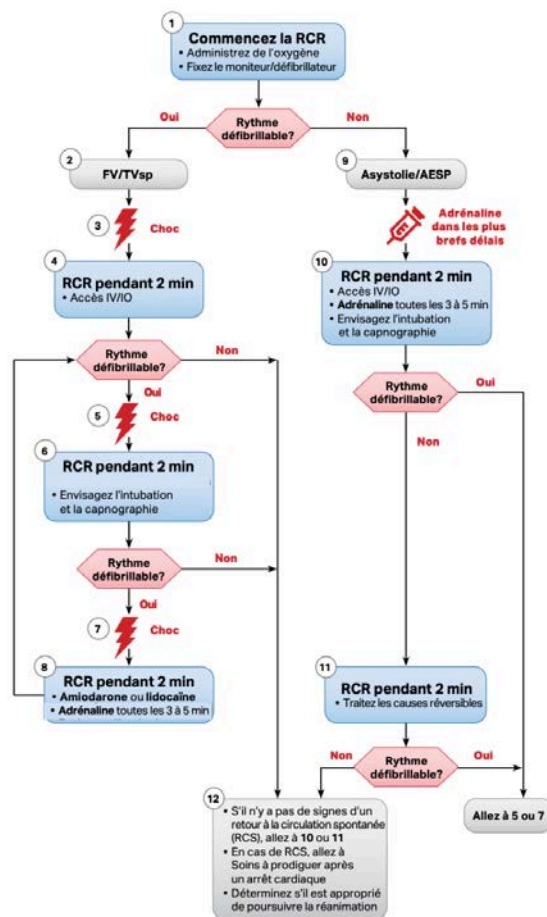 1
Commencez la RCR
• Administrez de l'oxygène
• Fixez le moniteur/défibrillateur
Oui
Rythme
défibrillable?
Non
2
FV/TVsp
3
Choc
4
RCR pendant 2 min
• Accès IV/IO
Rythme
défibrillable?
Non
Oui
5
Choc
6
RCR pendant 2 min
• Envisagez l'intubation
et la capnographie
Rythme
défibrillable?
Non
Oui
7
Choc
8
RCR pendant 2 min
• Amiodarone ou lidocaïne
• Adrénaline toutes les 3 à 5 min
9
Asystolie/AESP
Adrénaline
dans les plus
brefs délais
10
RCR pendant 2 min
• Accès IV/IO
• Adrénaline toutes les 3 à 5 min
• Envisagez l'intubation
et la capnographie
Rythme
défibrillable?
Oui
Non
11
RCR pendant 2 min
• Traitez les causes réversibles
Non
Rythme
défibrillable?
Oui
12
• S'il n'y a pas de signes d'un
retour à la circulation spontanée
(RCS), allez à 10 ou 11
• En cas de RCS, allez à
Soins à prodiguer après
un arrêt cardiaque
• Déterminez s'il est approprié
de poursuivre la réanimation
Allez à 5 ou 7